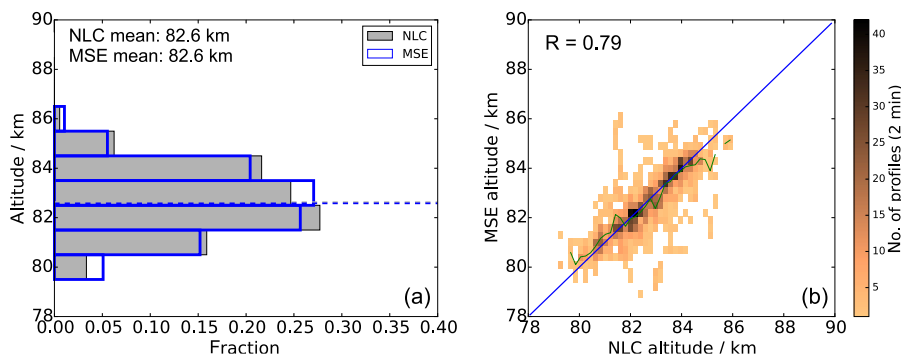 90
88
86
84
82
80
78
Altitude / km
NLC mean: 82.6 km
MSE mean: 82.6 km
NLC
MSE
(a)
0.00 0.05 0.10 0.15 0.20 0.25 0.30 0.35 0.40
Fraction
90
88
86
84
82
80
78
MSE altitude / km
R = 0.79
(b)
78 80 82 84 86 88 90
NLC altitude / km
40
35
30
25
20
15
10
5
No. of profiles (2 min)